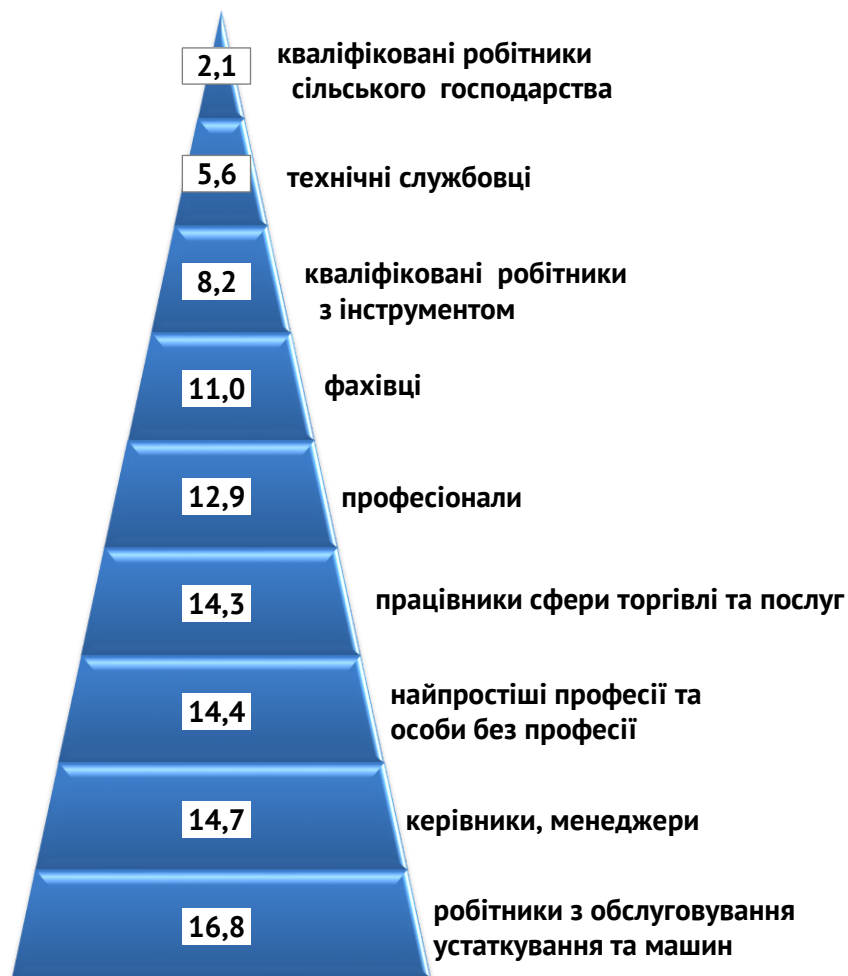 2,1
кваліфіковані робітники
сільського господарства
5,6
технічні службовці
8,2
кваліфіковані робітники
з інструментом
11,0
фахівці
12,9
професіонали
14,3
працівники сфери торгівлі та послуг
14,4
найпростіші професії та
особи без професії
14,7
керівники, менеджери
16,8
робітники з обслуговування
устаткування та машин